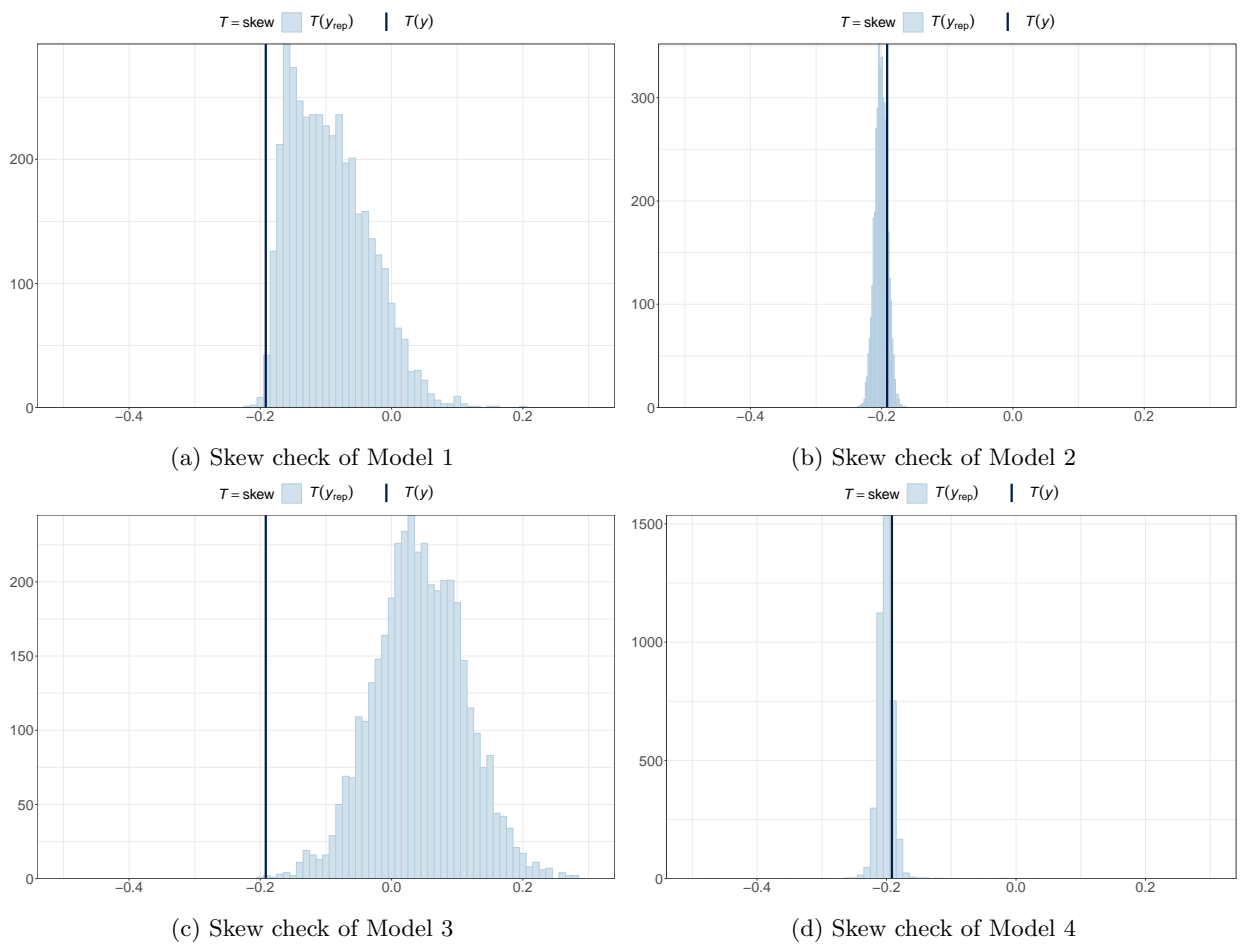 T = skew T(y_rep) T(y)
300
200
200
100
100
0
0
−0.4 −0.2 0.0 0.2
−0.4 −0.2 0.0 0.2
(a) Skew check of Model 1
T = skew T(y_rep) T(y)
(b) Skew check of Model 2
T = skew T(y_rep) T(y)
200
150
100
50
0
−0.4 −0.2 0.0 0.2
(c) Skew check of Model 3
T = skew T(y_rep) T(y)
1500
1000
500
0
−0.4 −0.2 0.0 0.2
(d) Skew check of Model 4